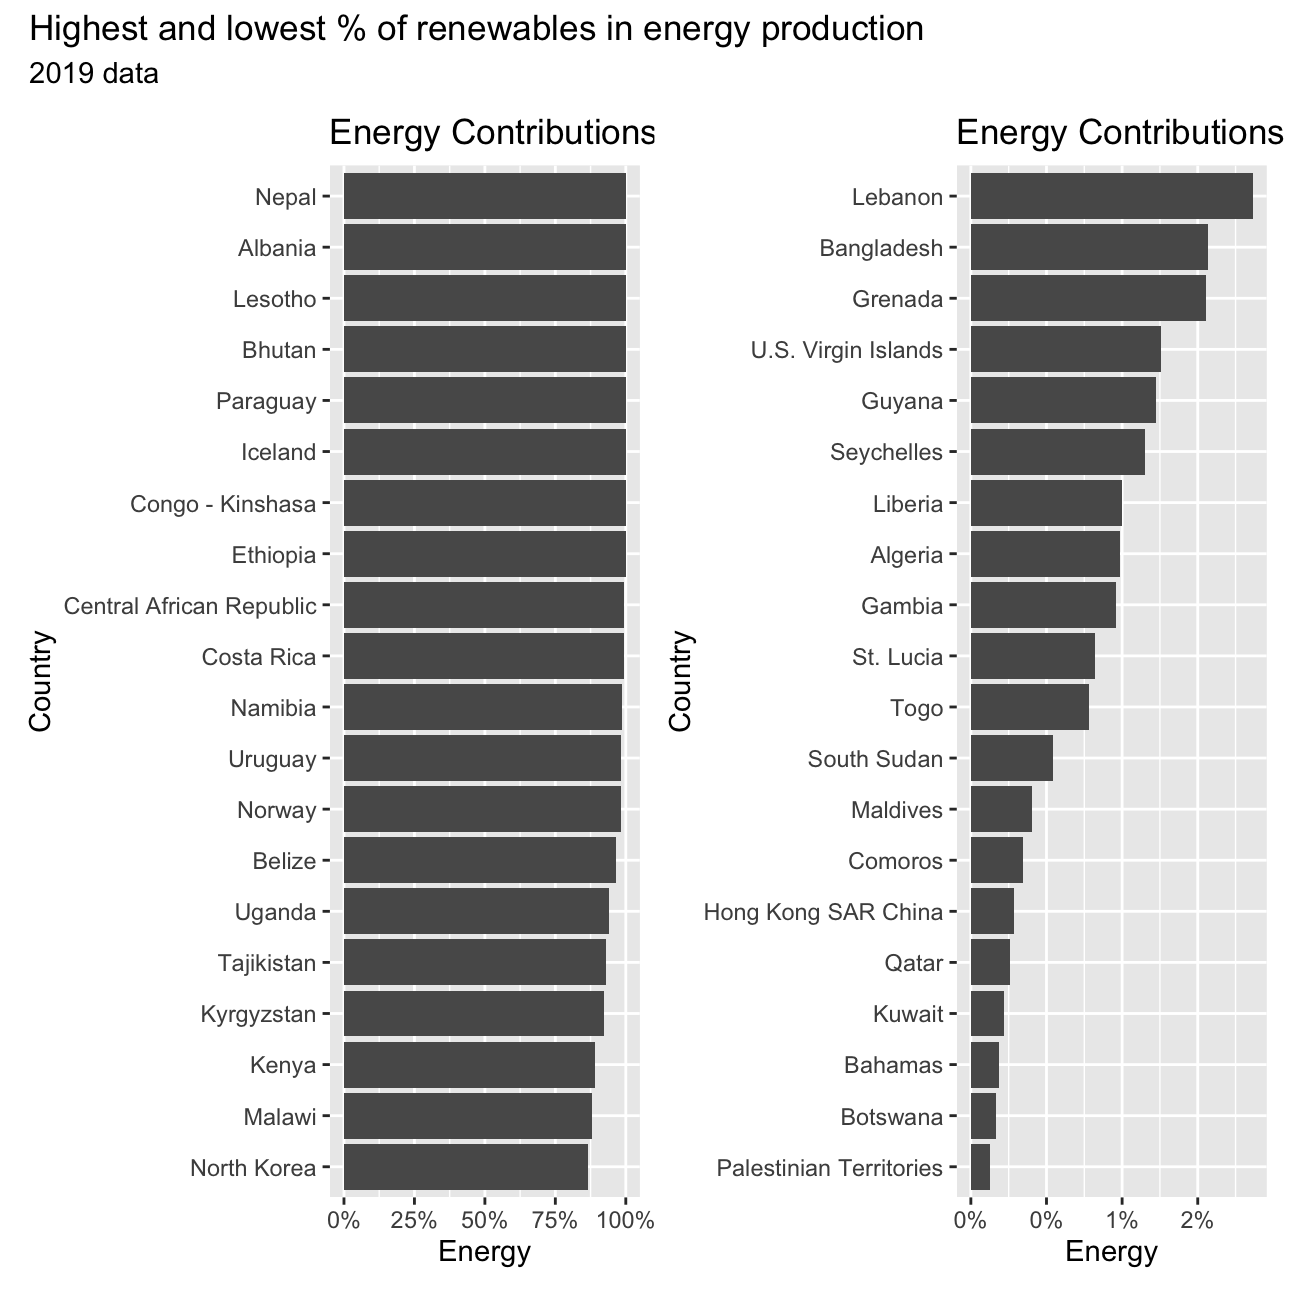 Highest and lowest % of renewables in energy production
2019 data
Energy Contributions
Nepal
Albania
Lesotho
Bhutan
Paraguay
Iceland
Congo - Kinshasa
Ethiopia
Central African Republic
Costa Rica
Namibia
Uruguay
Norway
Belize
Uganda
Tajikistan
Kyrgyzstan
Kenya
Malawi
North Korea
Country
0% 25% 50% 75% 100%
Energy
Energy Contributions
Lebanon
Bangladesh
Grenada
U.S. Virgin Islands
Guyana
Seychelles
Liberia
Algeria
Gambia
St. Lucia
Togo
South Sudan
Maldives
Comoros
Hong Kong SAR China
Qatar
Kuwait
Bahamas
Botswana
Palestinian Territories
Country
0% 0% 1% 2%
Energy